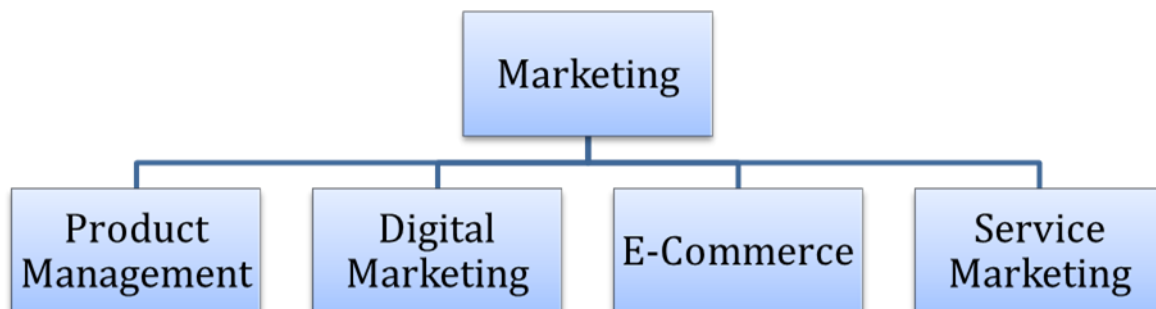 Marketing
Product
Management
Digital
Marketing
E-Commerce
Service
Marketing